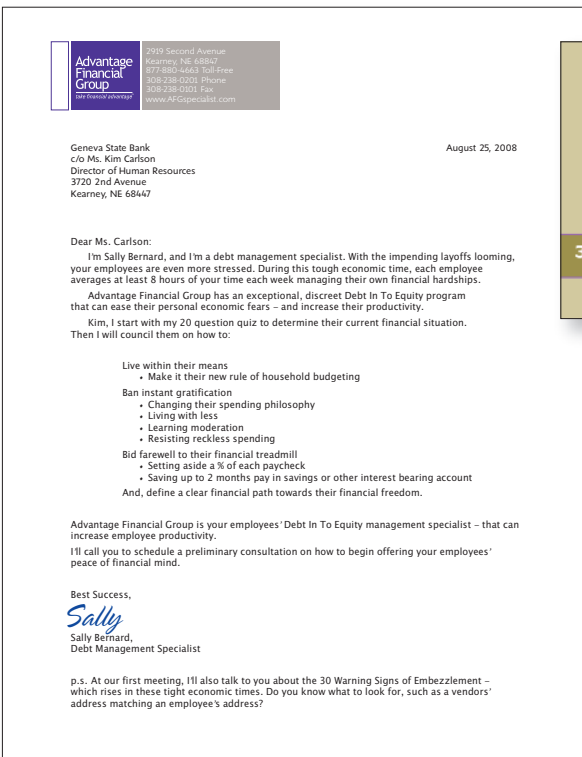 Advantage
Financial
Group
take financial advantage
2919 Second Avenue
Kearney, NE 68847
877-880-4663 Toll-Free
308-238-0201 Phone
308-238-0101 Fax
www.AFGspecialist.com
Geneva State Bank
August 25, 2008
c/o Ms. Kim Carlson
Director of Human Resources
3720 2nd Avenue
Kearney, NE 68447
Dear Ms. Carlson:
I'm Sally Bernard, and I'm a debt management specialist. With the impending layoffs looming,
your employees are even more stressed. During this tough economic time, each employee
averages at least 8 hours of your time each week managing their own financial hardships.
Advantage Financial Group has an exceptional, discreet Debt In To Equity program
that can ease their personal economic fears – and increase their productivity.
Kim, I start with my 20 question quiz to determine their current financial situation.
Then I will council them on how to:
Live within their means
• Make it their new rule of household budgeting
Ban instant gratification
• Changing their spending philosophy
• Living with less
• Learning moderation
• Resisting reckless spending
Bid farewell to their financial treadmill
• Setting aside a % of each paycheck
• Saving up to 2 months pay in savings or other interest bearing account
And, define a clear financial path towards their financial freedom.
Advantage Financial Group is your employees' Debt In To Equity management specialist – that can
increase employee productivity.
I'll call you to schedule a preliminary consultation on how to begin offering your employees'
peace of financial mind.
Best Success,
Sally
Sally Bernard,
Debt Management Specialist
p.s. At our first meeting, I'll also talk to you about the 30 Warning Signs of Embezzlement –
which rises in these tight economic times. Do you know what to look for, such as a vendors'
address matching an employee's address?
3